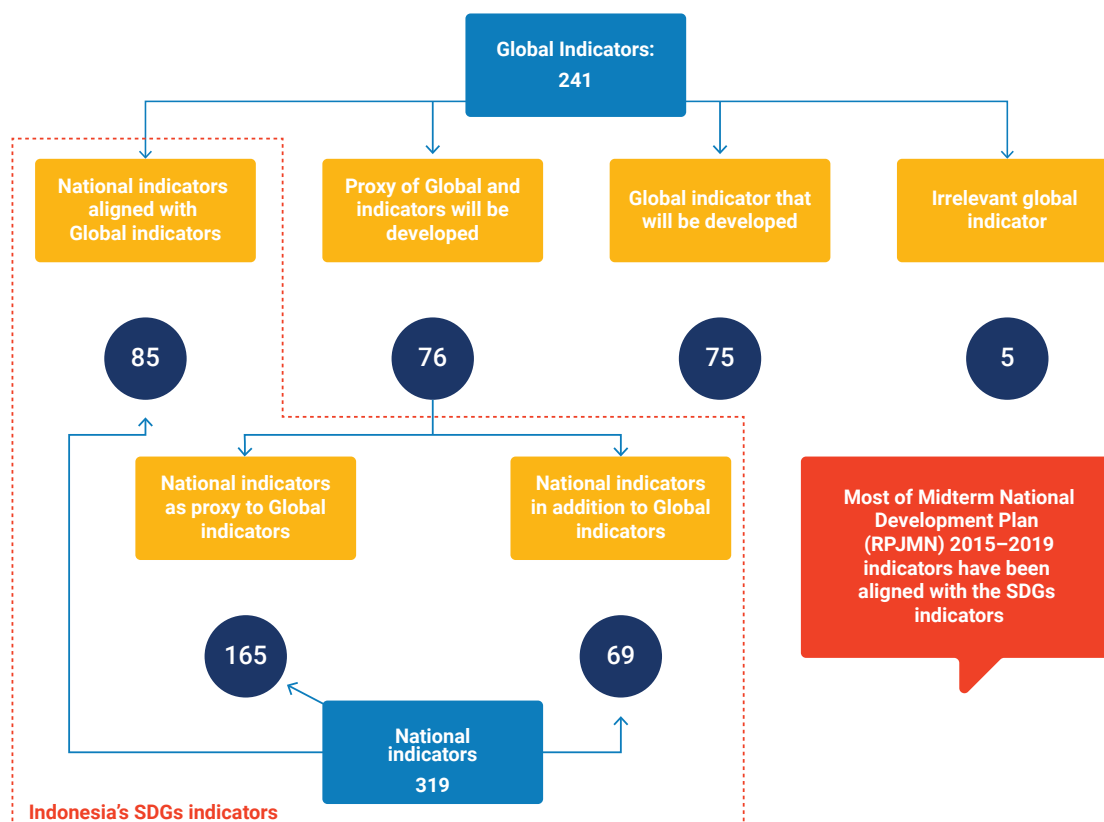 Global Indicators:
241
National indicators
aligned with
Global indicators
Proxy of Global and
indicators will be
developed
Global indicator that
will be developed
Irrelevant global
indicator
85
76
75
5
National indicators
as proxy to Global
indicators
National indicators
in addition to Global
indicators
Most of Midterm National
Development Plan
(RPJMN) 2015–2019
indicators have been
aligned with the SDGs
indicators
165
69
National
indicators
319
Indonesia’s SDGs indicators